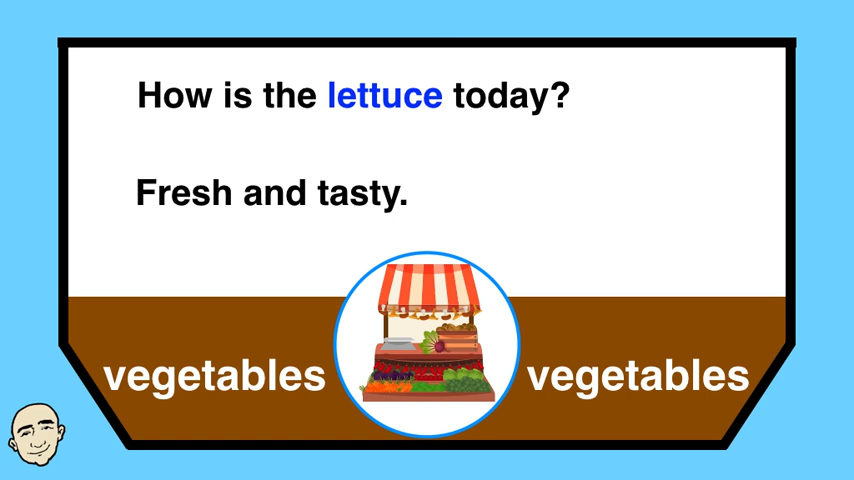 How is the lettuce today?
Fresh and tasty.
vegetables
vegetables